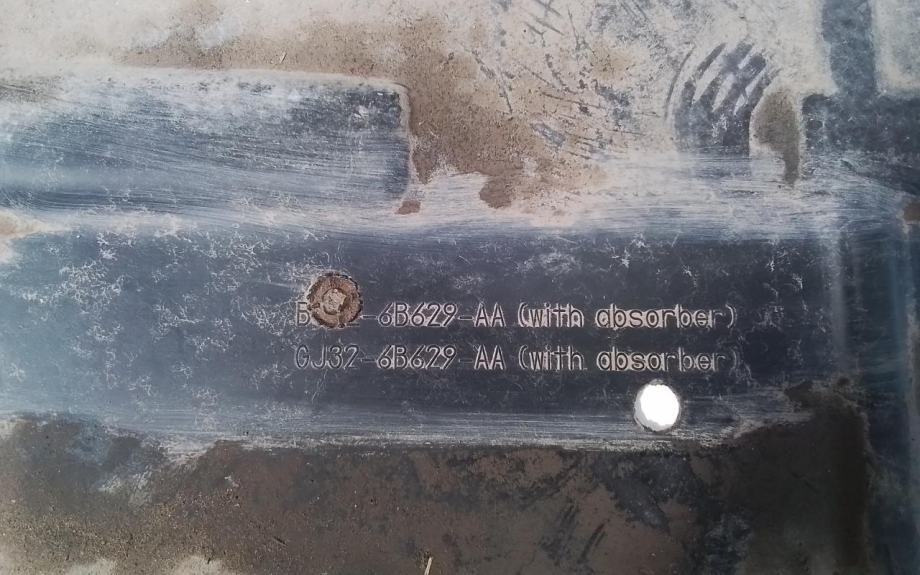 -6B629-AA (with absorber)
GJ32-6B629-AA (with absorber)